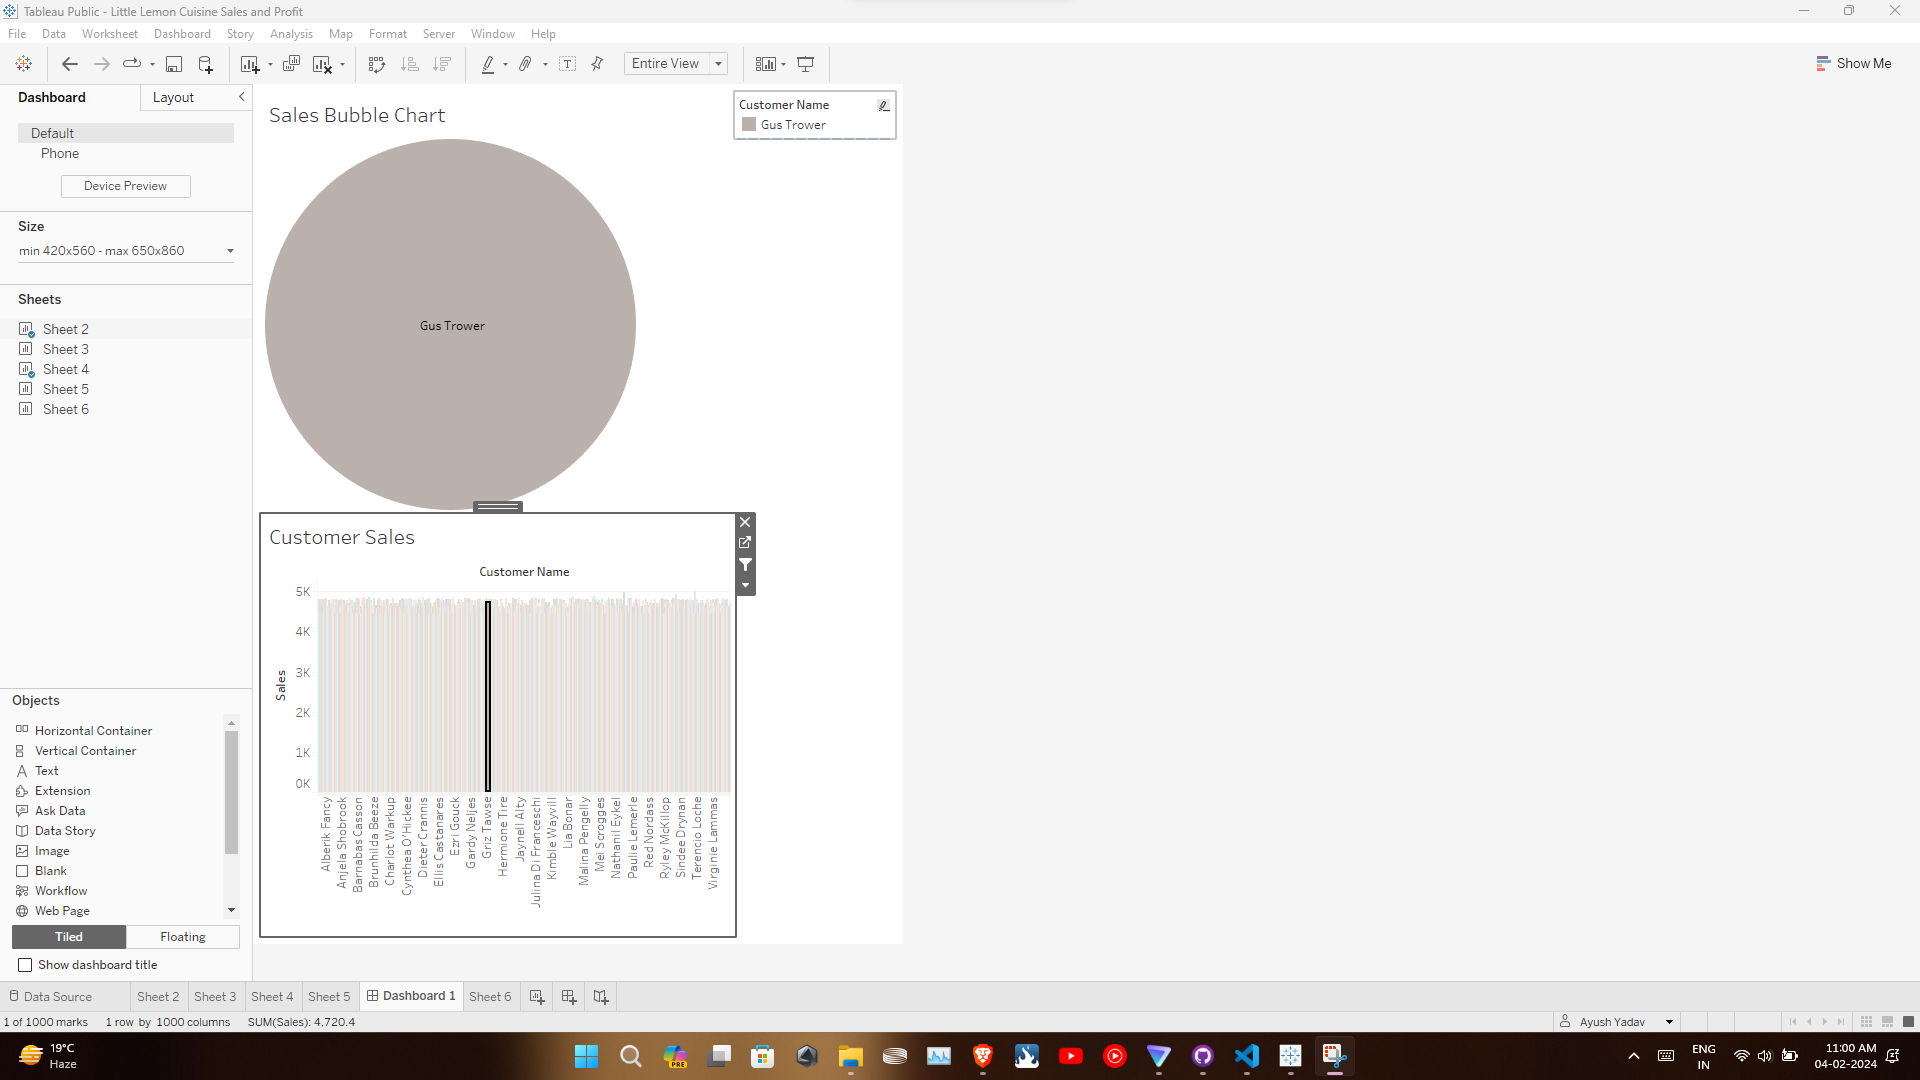 Tableau Public - Little Lemon Cuisine Sales and Profit
File Data Worksheet Dashboard Story Analysis Map Format Server Window Help
Entire View
Show Me
Dashboard Layout
Default
Phone
Device Preview
Size
min 420x560 - max 650x860
Sheets
Sheet 2
Sheet 3
Sheet 4
Sheet 5
Sheet 6
Objects
Horizontal Container
Vertical Container
A Text
Extension
Ask Data
Data Story
Image
Blank
Workflow
Web Page
Tiled Floating
Show dashboard title
Sales Bubble Chart
Customer Name
Gus Trower
Gus Trower
Customer Sales
Customer Name
5K
4K
3K
2K
1K
0K
Sales
Alberik Fancy
Anjela Shobrook
Barnabas Casson
Brunhilda Beeze
Charlot Warkup
Cynthea O'Hickee
Dieter Crannis
Ellis Castanares
Ezri Gouck
Gardy Neljes
Griz Tawse
Hermione Tire
Jaynell Alty
Julina Di Franceschi
Kimble Wayvill
Lia Bonar
Malina Pengelly
Mei Scrogges
Nathanil Eykel
Paulie Lemerle
Red Nordass
Ryley McKillop
Sindee Drynan
Terencio Loche
Virginie Lammas
Data Source Sheet 2 Sheet 3 Sheet 4 Sheet 5 Dashboard 1 Sheet 6
1 of 1000 marks 1 row by 1000 columns SUM(Sales): 4,720.4
Ayush Yadav
19°C
Haze
PRE
ENG
IN
11:00 AM
04-02-2024